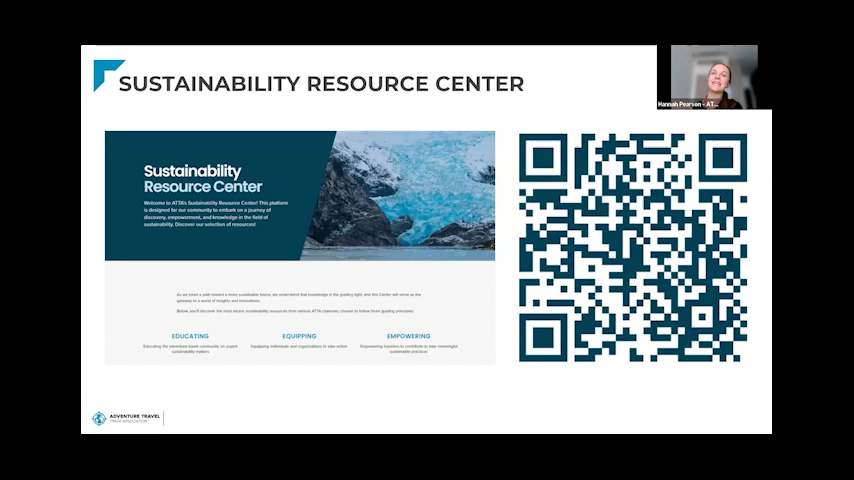 SUSTAINABILITY RESOURCE CENTER
Hannah Pearson - AT...
Sustainability
Resource Center
Welcome to ATTA's Sustainability Resource Center! This platform
is designed for our community to embark on a journey of
discovery, empowerment, and knowledge in the field of
sustainability. Discover our selection of resources!
As we tread a path toward a more sustainable future, we understand that knowledge is the guiding light, and this Center will serve as the
gateway to a world of insights and innovations.
Below, you'll discover the most recent sustainability resources from various ATTA channels, chosen to follow three guiding principles:
EDUCATING
EQUIPPING
EMPOWERING
Educating the adventure travel community on urgent
sustainability matters
Equipping individuals and organizations to take action
Empowering travelers to contribute to take meaningful
sustainable practices
ADVENTURE TRAVEL
TRADE ASSOCIATION